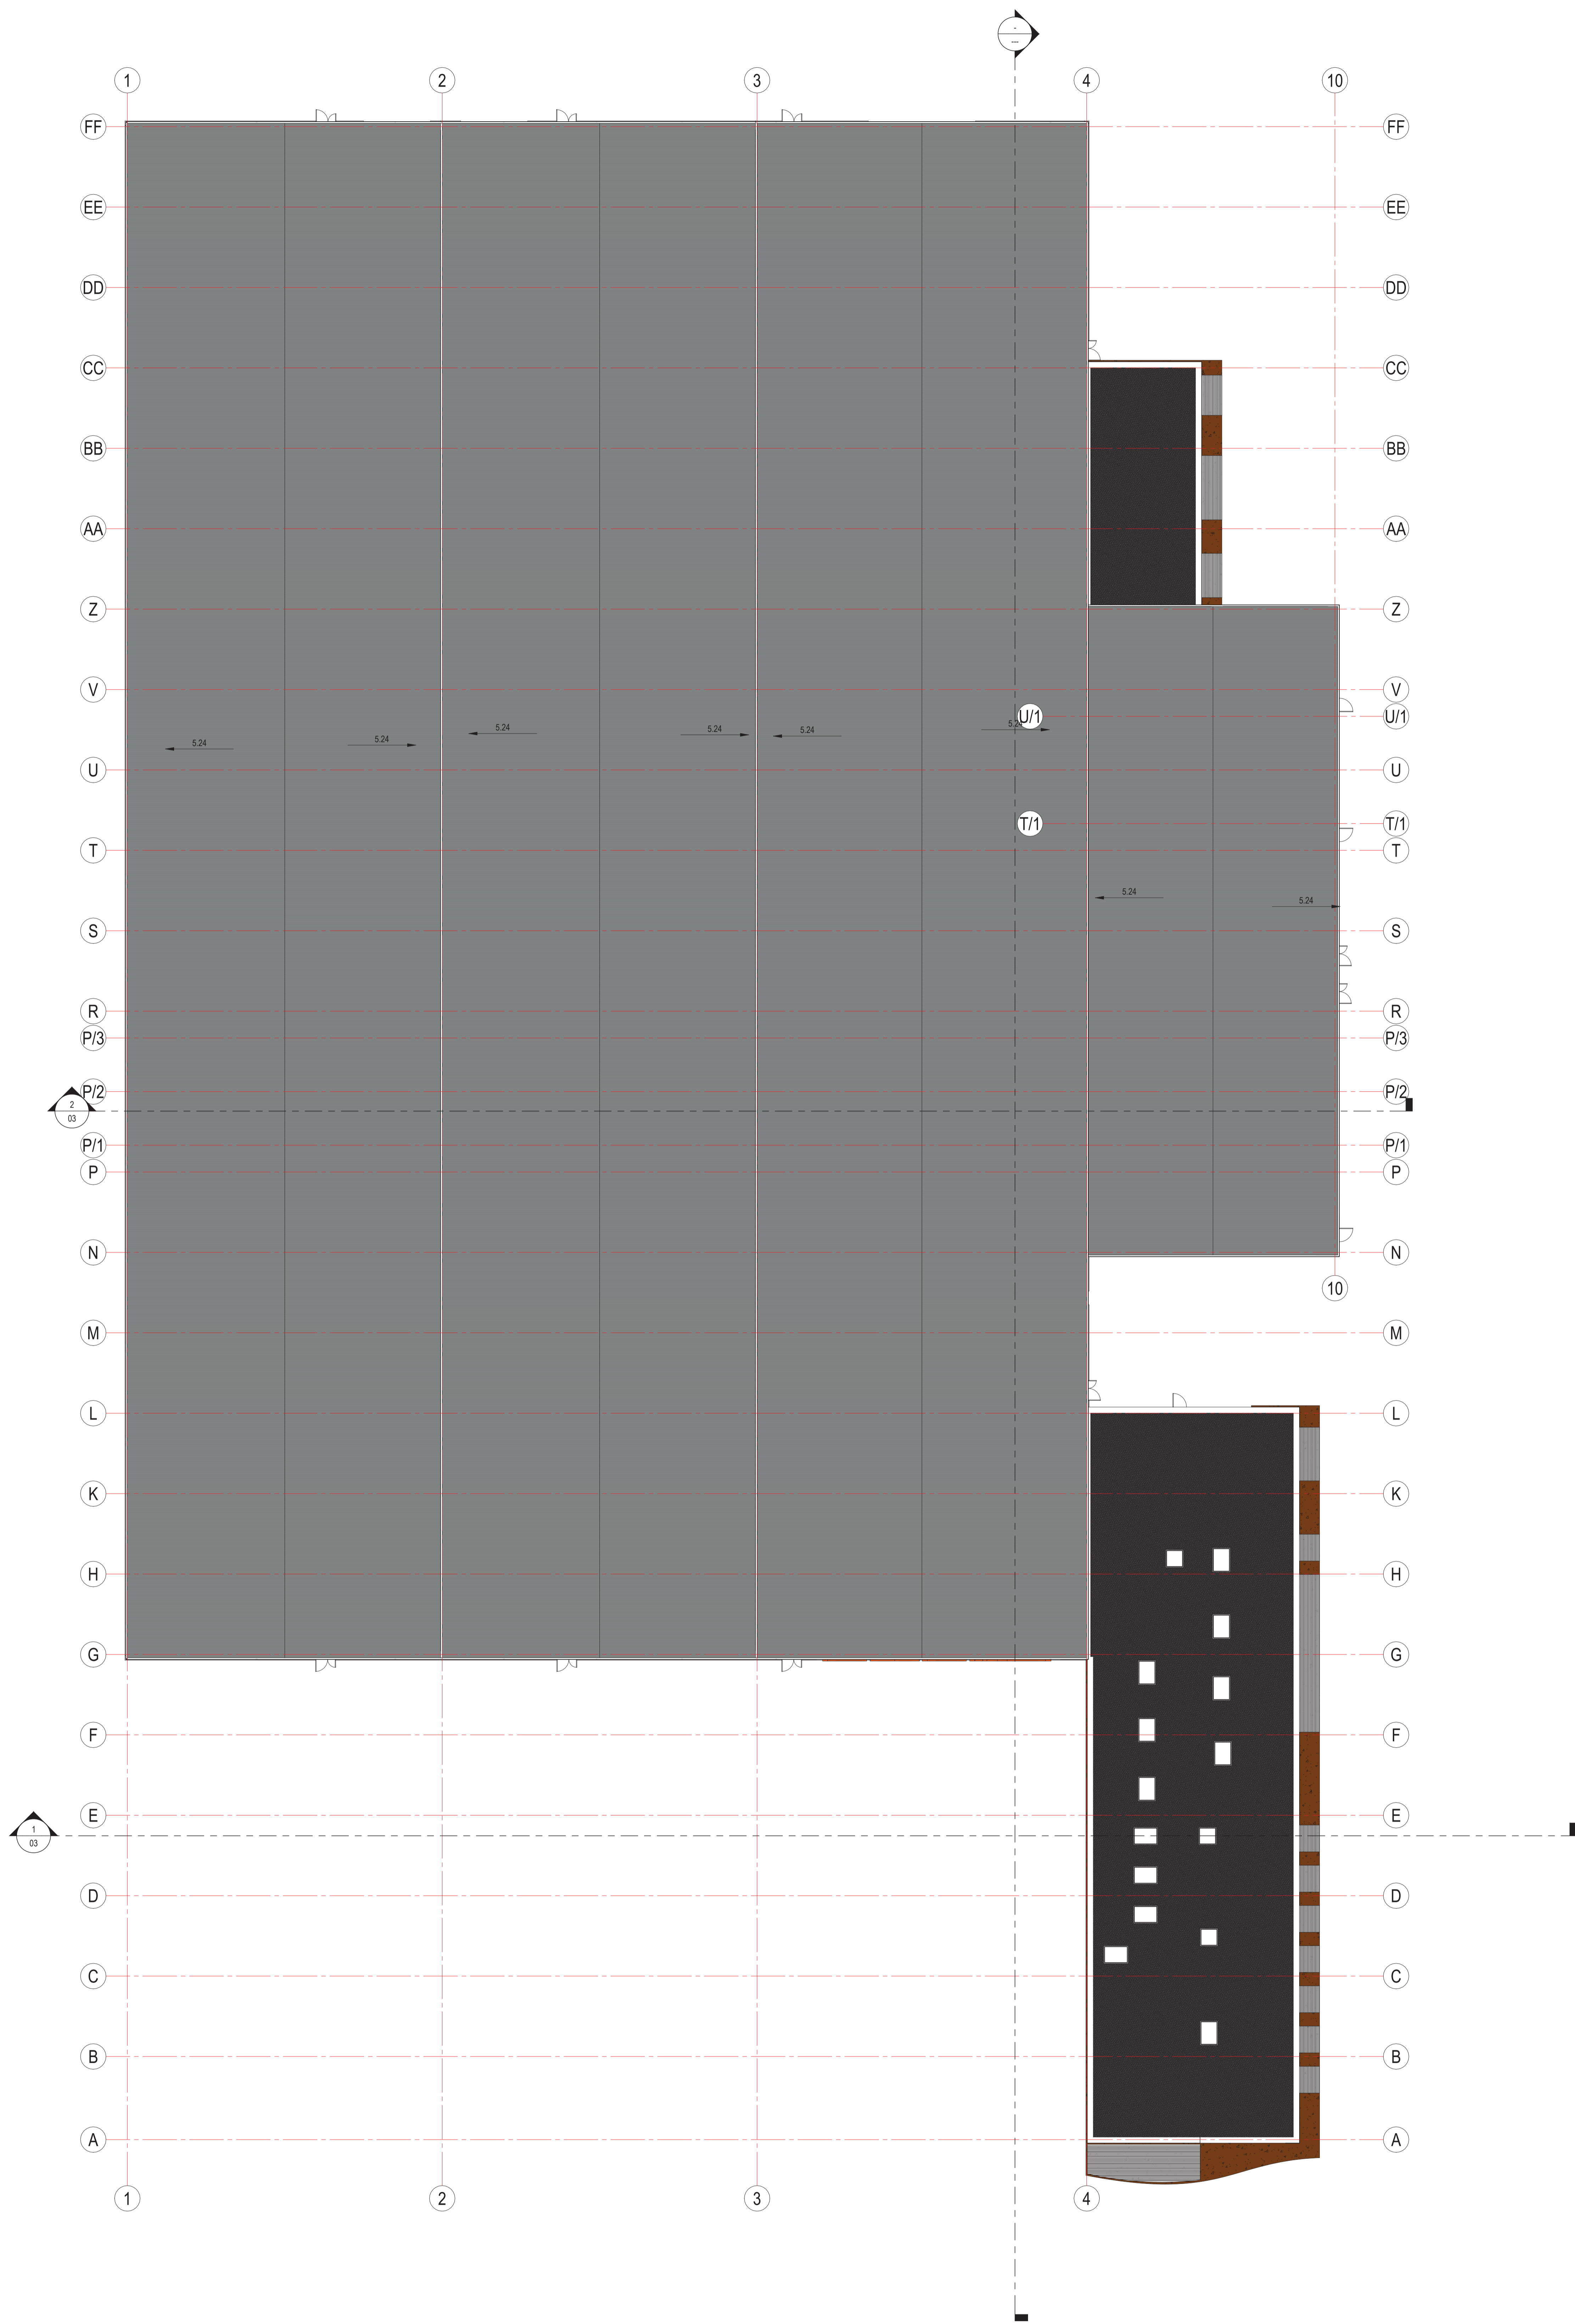 -
---
1 2 3 4 10
FF FF
EE EE
DD DD
CC CC
BB BB
AA AA
Z Z
V V
U/1 U/1
5.24 5.24 5.24 5.24 5.24 5.24
U U
T/1 T/1
T T
5.24 5.24
S S
R R
P/3 P/3
P/2 P/2
2
03
P/1 P/1
P P
N N
10
M M
L L
K K
H H
G G
F F
E E
1
03
D D
C C
B B
A A
1 2 3 4